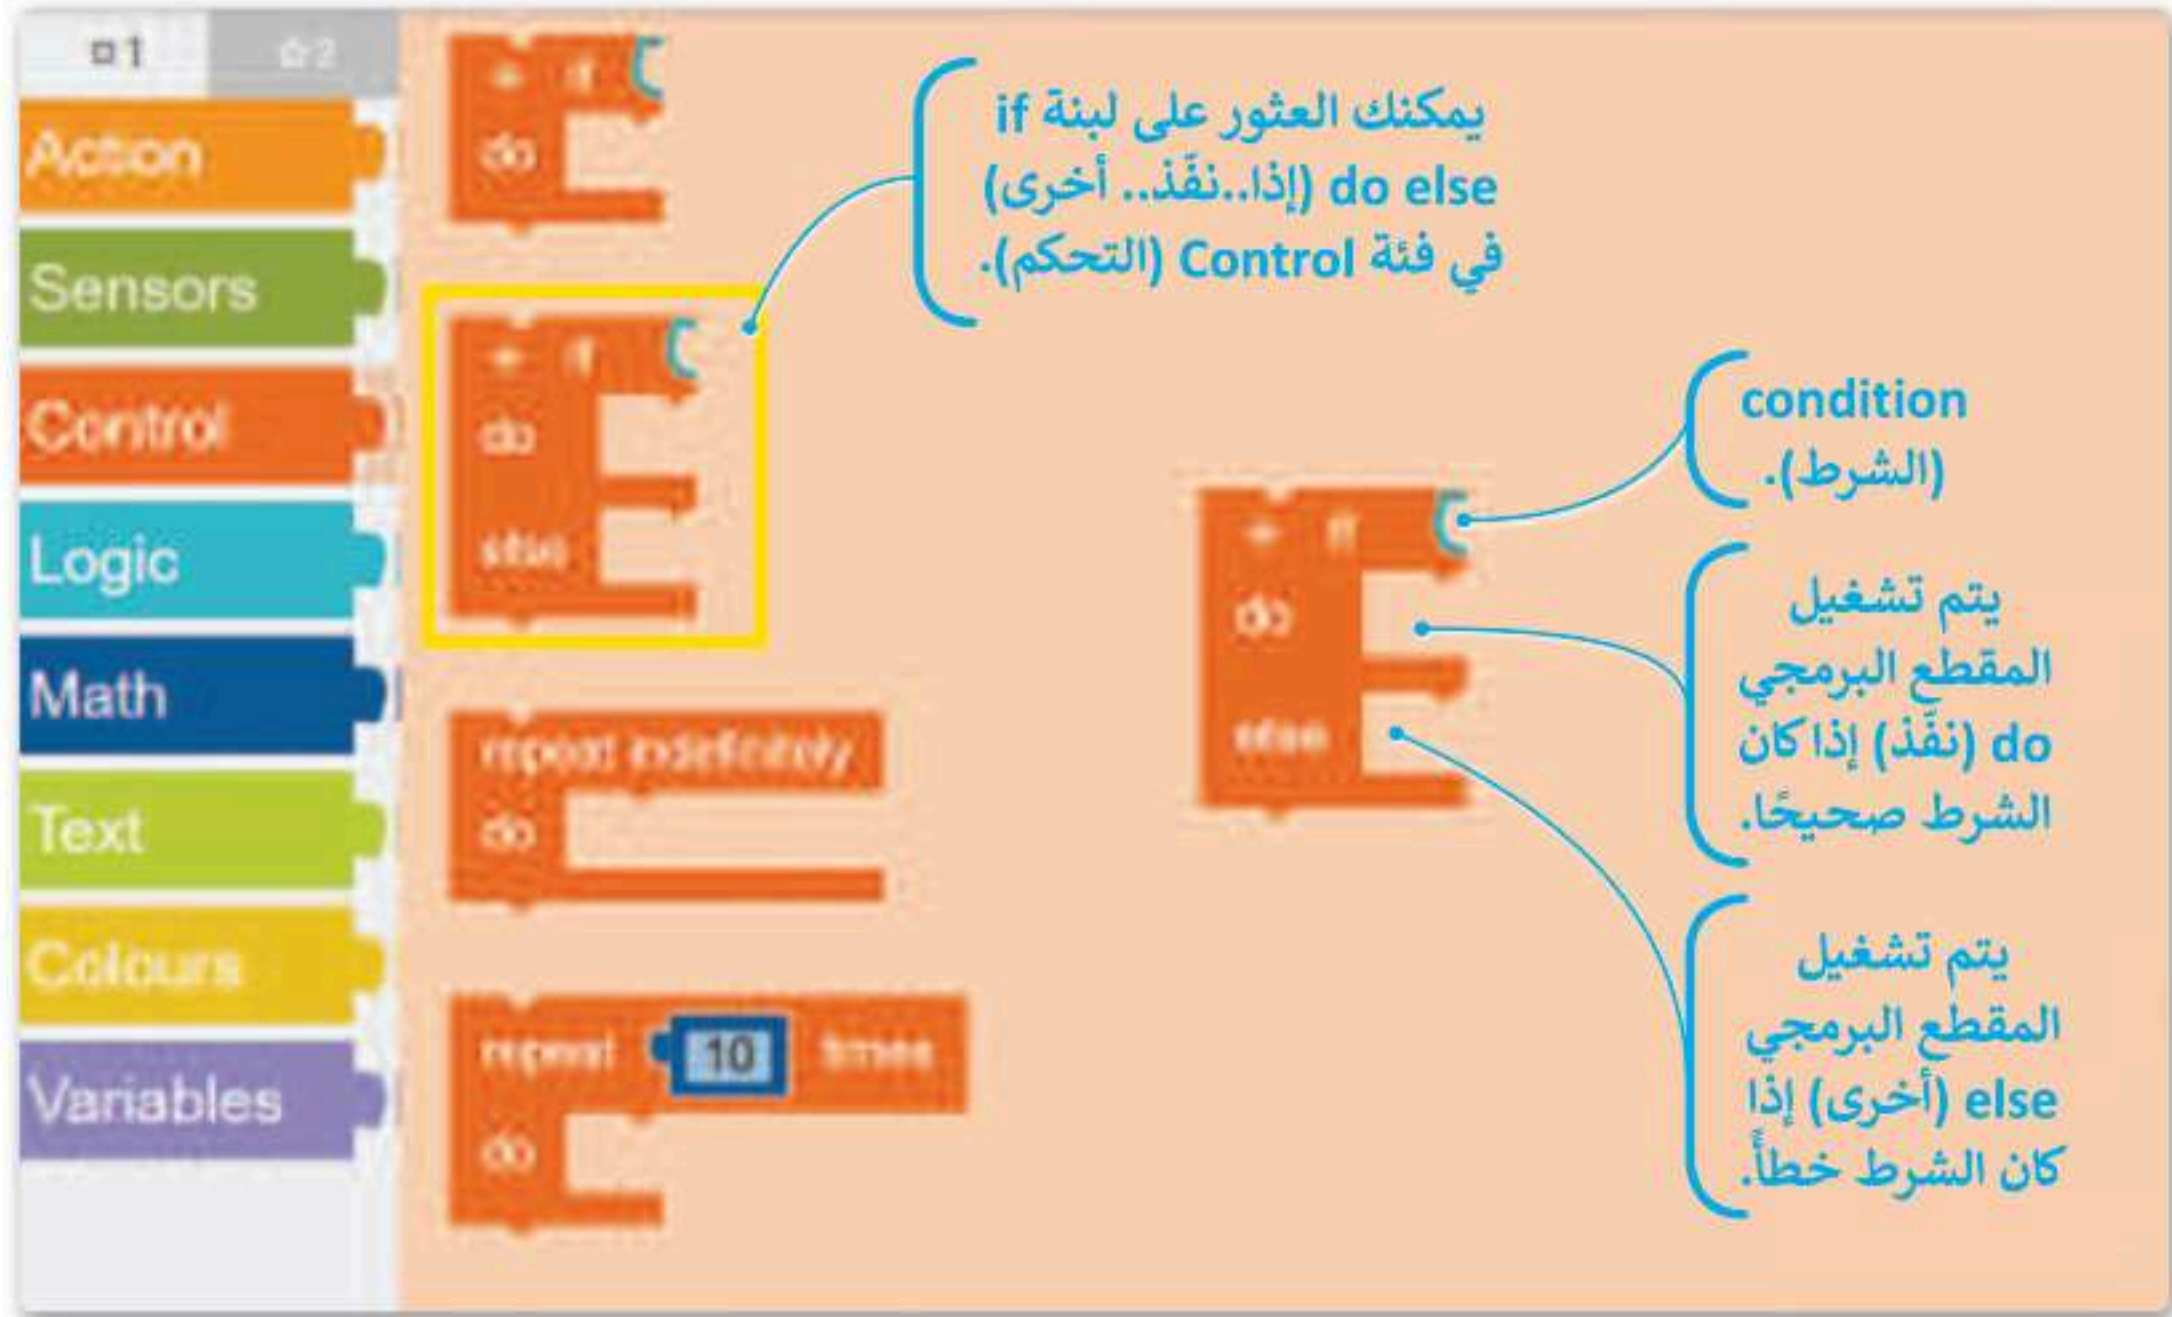 1
2
Action
Sensors
Control
Logic
Math
Text
Colours
Variables
+ if
do
+ if
do
else
repeat indefinitely
do
repeat 10 times
do
يمكنك العثور على لبنة if
do else (إذا..نفّذ.. أخرى)
في فئة Control (التحكم).
+ if
do
else
condition
(الشرط).
يتم تشغيل
المقطع البرمجي
do (نفّذ) إذا كان
الشرط صحيحًا.
يتم تشغيل
المقطع البرمجي
else (أخرى) إذا
كان الشرط خطأً.